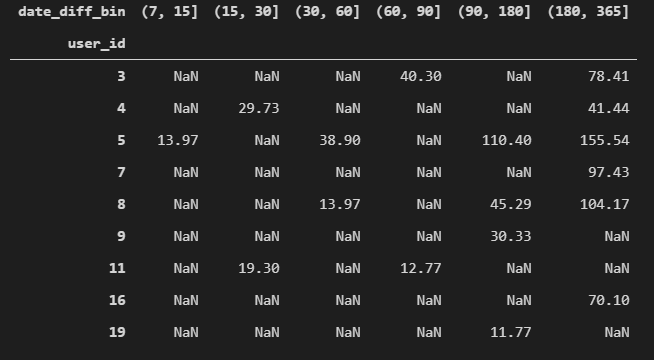 date_diff_bin (7, 15] (15, 30] (30, 60] (60, 90] (90, 180] (180, 365]
user_id
3 NaN NaN NaN 40.30 NaN 78.41
4 NaN 29.73 NaN NaN NaN 41.44
5 13.97 NaN 38.90 NaN 110.40 155.54
7 NaN NaN NaN NaN NaN 97.43
8 NaN NaN 13.97 NaN 45.29 104.17
9 NaN NaN NaN NaN 30.33 NaN
11 NaN 19.30 NaN 12.77 NaN NaN
16 NaN NaN NaN NaN NaN 70.10
19 NaN NaN NaN NaN 11.77 NaN